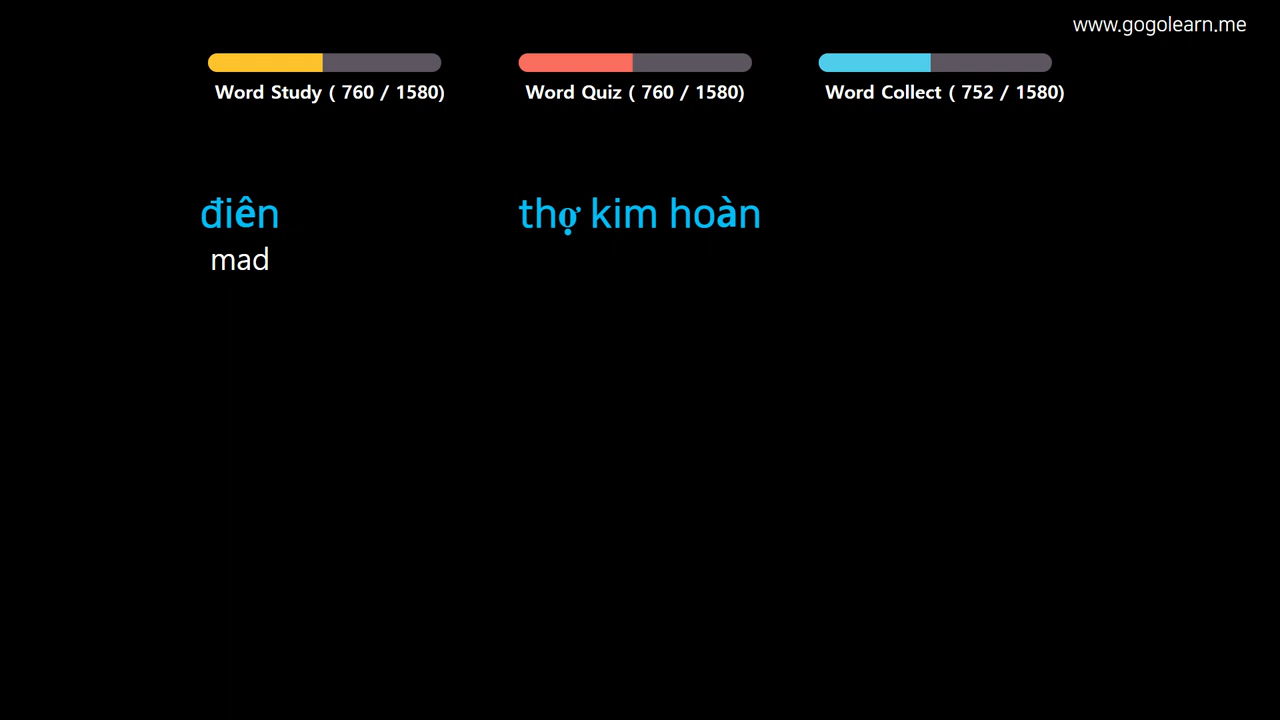 www.gogolearn.me
Word Study ( 760 / 1580)
Word Quiz ( 760 / 1580)
Word Collect ( 752 / 1580)
điên
mad
thợ kim hoàn